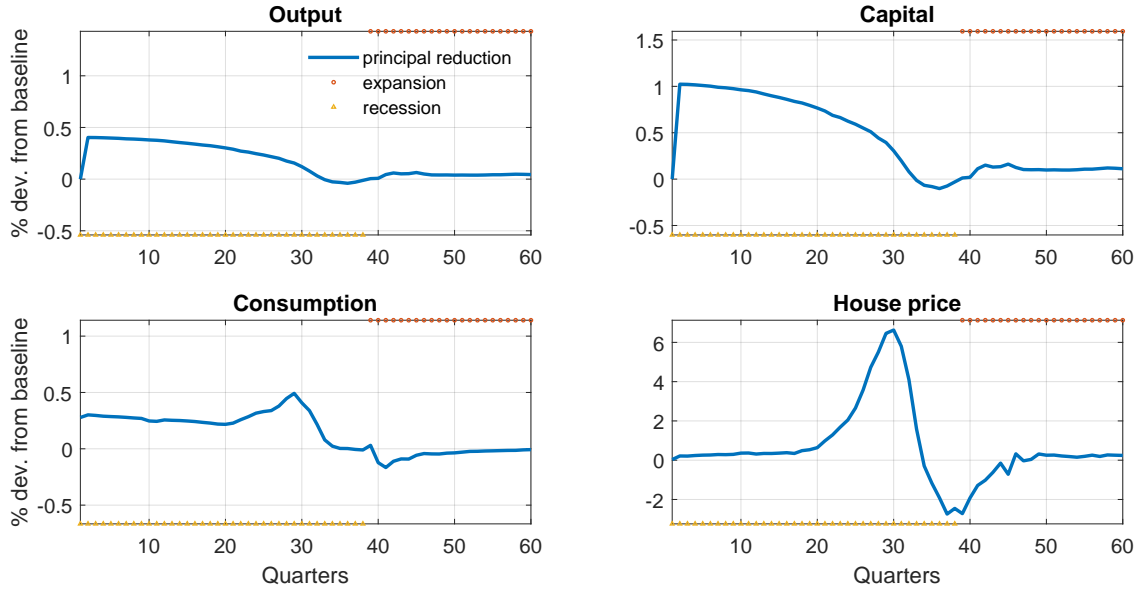 Output
% dev. from baseline
1
0.5
0
-0.5
10 20 30 40 50 60
principal reduction
expansion
recession
Capital
1.5
1
0.5
0
-0.5
10 20 30 40 50 60
Consumption
% dev. from baseline
1
0.5
0
-0.5
10 20 30 40 50 60
Quarters
House price
6
4
2
0
-2
10 20 30 40 50 60
Quarters